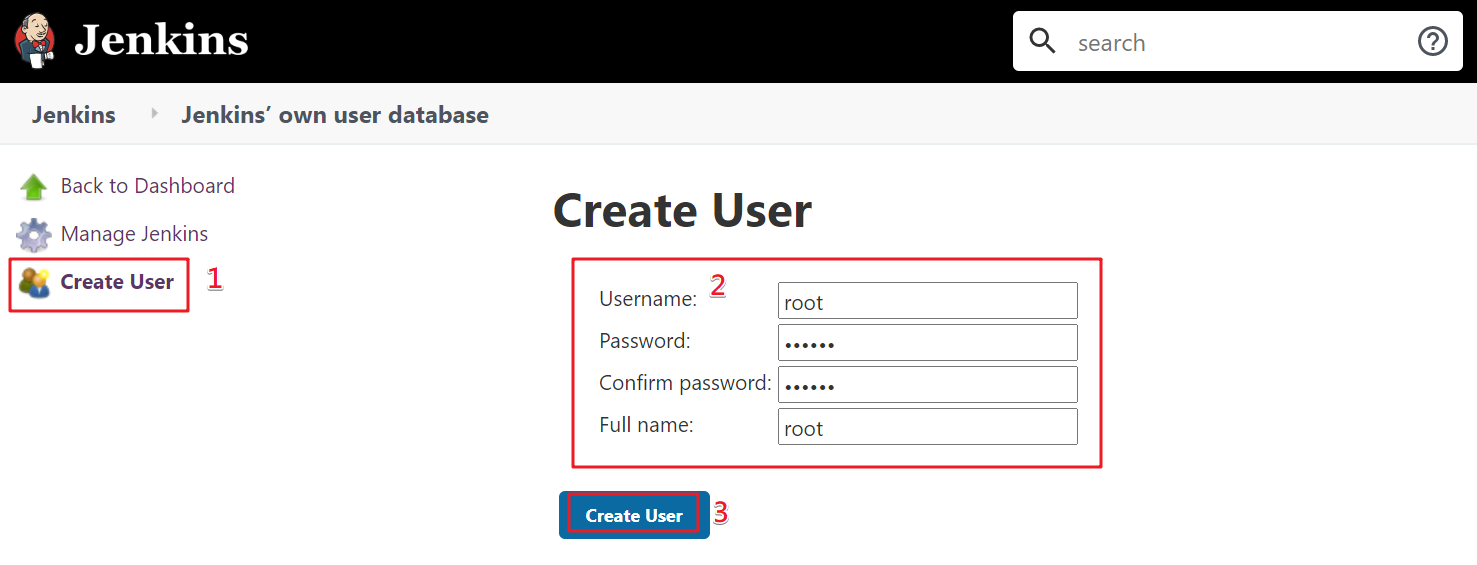 Jenkins
search
Jenkins
Jenkins’ own user database
Back to Dashboard
Manage Jenkins
Create User 1
Create User
Username: 2 root
Password: ••••••
Confirm password: ••••••
Full name: root
Create User 3